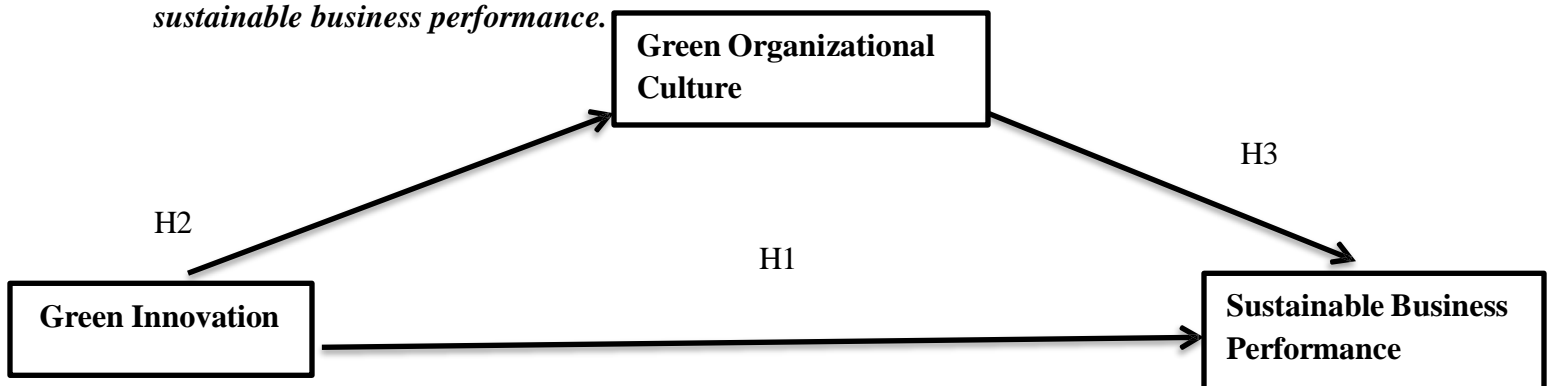 sustainable business performance.
Green Organizational
Culture
H3
H2
H1
Green Innovation
Sustainable Business
Performance